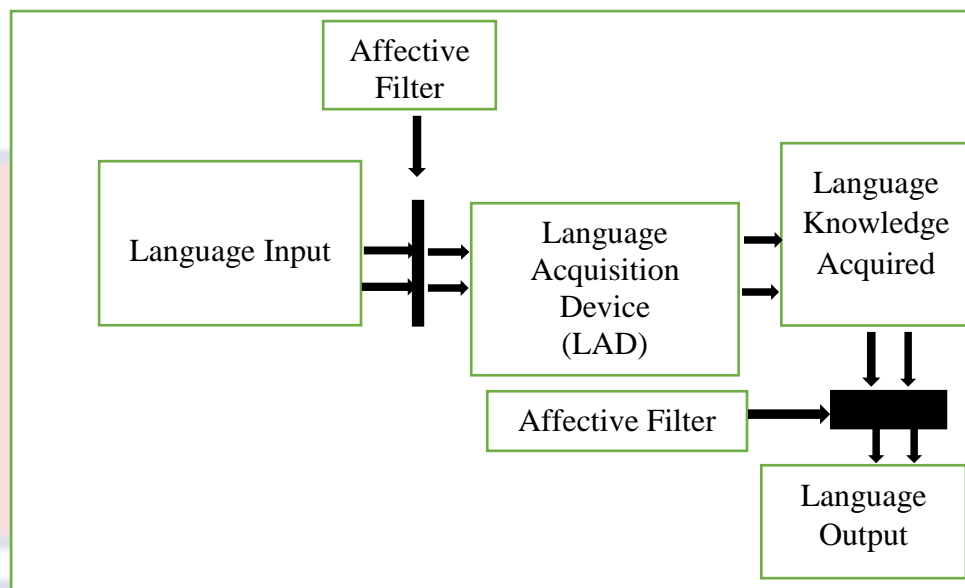 Affective
Filter
Language Input
Language
Acquisition
Device
(LAD)
Language
Knowledge
Acquired
Affective Filter
Language
Output